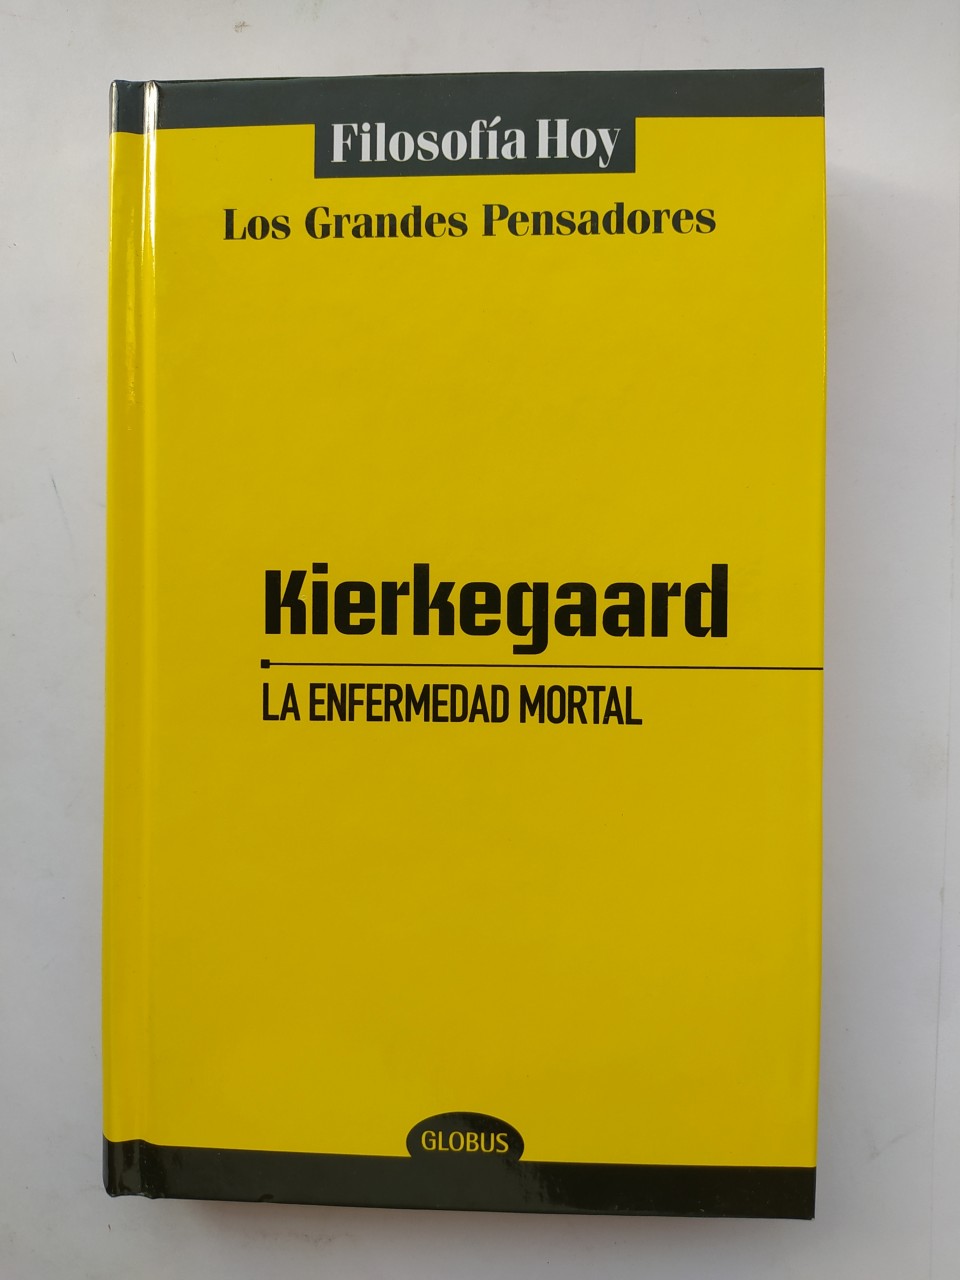 Filosofía Hoy
Los Grandes Pensadores
Kierkegaard
LA ENFERMEDAD MORTAL
GLOBUS